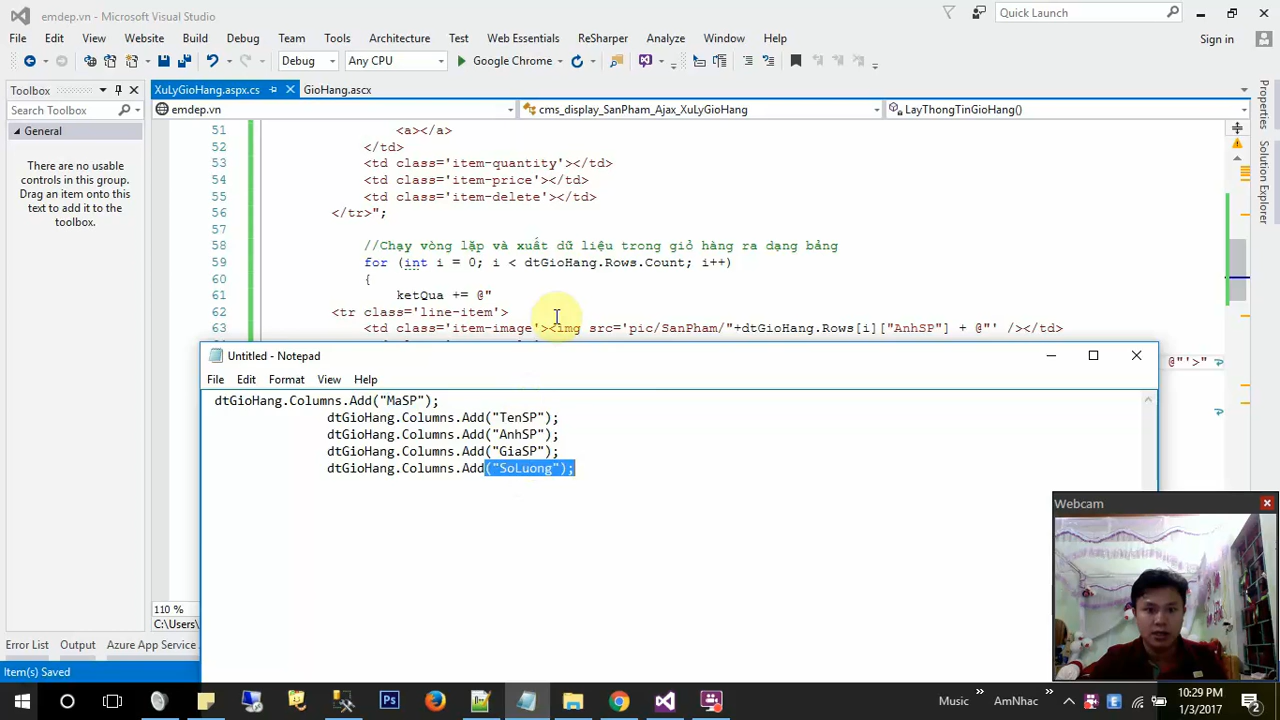 emdep.vn - Microsoft Visual Studio
Quick Launch
File Edit View Website Build Debug Team Tools Architecture Test Web Essentials ReSharper Analyze Window Help
Sign in
Debug Any CPU Google Chrome
Toolbox
XuLyGioHang.aspx.cs GioHang.ascx
Search Toolbox
emdep.vn cms_display_SanPham_Ajax_XuLyGioHang LayThongTinGioHang()
General
There are no usable
controls in this group.
Drag an item onto this
text to add it to the
toolbox.
Properties
Solution Explorer
51 <a></a>
52 </td>
53 <td class='item-quantity'></td>
54 <td class='item-price'></td>
55 <td class='item-delete'></td>
56 </tr>";
57
58 //Chạy vòng lặp và xuất dữ liệu trong giỏ hàng ra dạng bảng
59 for (int i = 0; i < dtGioHang.Rows.Count; i++)
60 {
61 ketQua += @"
62 <tr class='line-item'>
63 <td class='item-image'><img src='pic/SanPham/"+dtGioHang.Rows[i]["AnhSP"] + @"' /></td>
@"'>"
Untitled - Notepad
File Edit Format View Help
dtGioHang.Columns.Add("MaSP");
dtGioHang.Columns.Add("TenSP");
dtGioHang.Columns.Add("AnhSP");
dtGioHang.Columns.Add("GiaSP");
dtGioHang.Columns.Add("SoLuong");
110 %
C:\Users\
Error List Output Azure App Service
Item(s) Saved
Webcam
Ps
Music » AmNhac »
10:29 PM
1/3/2017
2